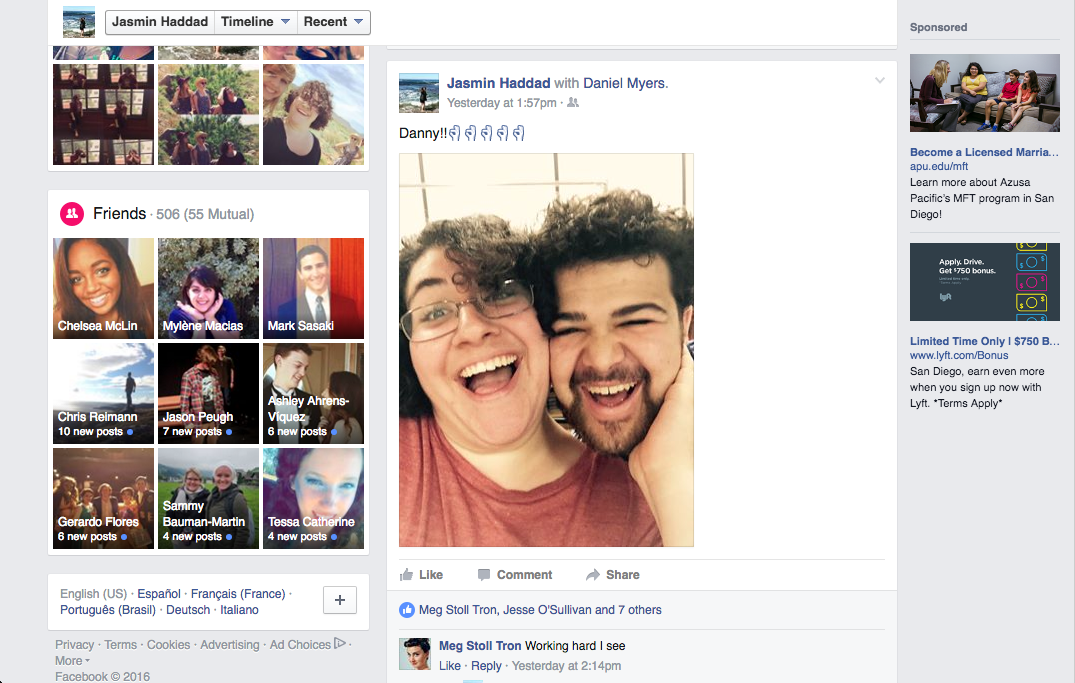 Jasmin Haddad Timeline Recent
Friends · 506 (55 Mutual)
Chelsea McLin
Mylène Macias
Mark Sasaki
Chris Reimann
10 new posts
Jason Peugh
7 new posts
Ashley Ahrens-
Víquez
6 new posts
Gerardo Flores
6 new posts
Sammy
Bauman-Martin
4 new posts
Tessa Catherine
4 new posts
English (US) · Español · Français (France) ·
Português (Brasil) · Deutsch · Italiano
+
Privacy · Terms · Cookies · Advertising · Ad Choices ·
More
Facebook © 2016
Jasmin Haddad with Daniel Myers.
Yesterday at 1:57pm ·
Danny!!
Like Comment Share
Meg Stoll Tron, Jesse O'Sullivan and 7 others
Meg Stoll Tron Working hard I see
Like · Reply · Yesterday at 2:14pm
Sponsored
Become a Licensed Marria...
apu.edu/mft
Learn more about Azusa
Pacific's MFT program in San
Diego!
Apply. Drive.
Get $750 bonus.
lyft
Limited Time Only | $750 B...
www.lyft.com/Bonus
San Diego, earn even more
when you sign up now with
Lyft. *Terms Apply*